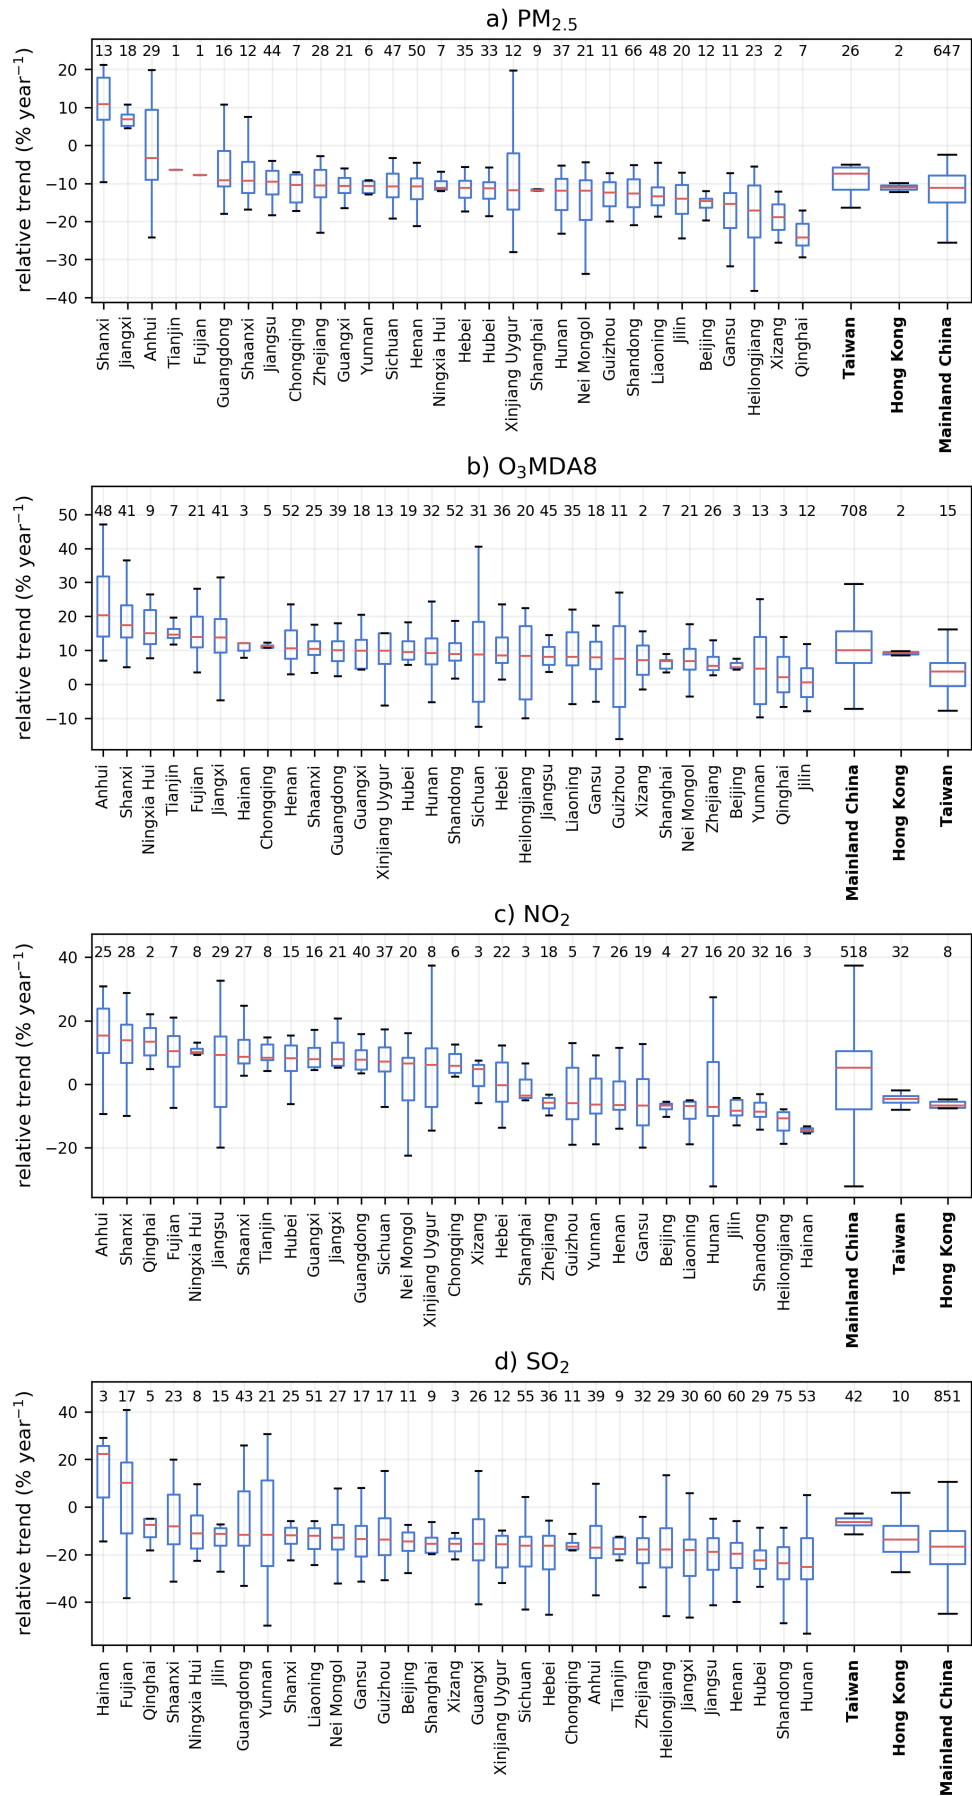 a) PM2.5
13 18 29 1 1 16 12 44 7 28 21 6 47 50 7 35 33 12 9 37 21 11 66 48 20 12 11 23 2 7 26 2 647
relative trend (% year−1)
20
10
0
−10
−20
−30
−40
Shanxi Jiangxi Anhui Tianjin Fujian Guangdong Shaanxi Jiangsu Chongqing Zhejiang Guangxi Yunnan Sichuan Henan Ningxia Hui Hebei Hubei Xinjiang Uygur Shanghai Hunan Nei Mongol Guizhou Shandong Liaoning Jilin Beijing Gansu Heilongjiang Xizang Qinghai Taiwan Hong Kong Mainland China
b) O3MDA8
48 41 9 7 21 41 3 5 52 25 39 18 13 19 32 52 31 36 20 45 35 18 11 2 7 21 26 3 13 3 12 708 2 15
relative trend (% year−1)
50
40
30
20
10
0
−10
Anhui Shanxi Ningxia Hui Tianjin Fujian Jiangxi Hainan Chongqing Henan Shaanxi Guangdong Guangxi Xinjiang Uygur Hubei Hunan Shandong Sichuan Hebei Heilongjiang Jiangsu Liaoning Gansu Guizhou Xizang Shanghai Nei Mongol Zhejiang Beijing Yunnan Qinghai Jilin Mainland China Hong Kong Taiwan
c) NO2
25 28 2 7 8 29 27 8 15 16 21 40 37 20 8 6 3 22 3 18 5 7 26 19 4 27 16 20 32 16 3 518 32 8
relative trend (% year−1)
40
20
0
−20
Anhui Shanxi Qinghai Fujian Ningxia Hui Jiangsu Shaanxi Tianjin Hubei Guangxi Jiangxi Guangdong Sichuan Nei Mongol Xinjiang Uygur Chongqing Xizang Hebei Shanghai Zhejiang Guizhou Yunnan Henan Gansu Beijing Liaoning Hunan Jilin Shandong Heilongjiang Hainan Mainland China Taiwan Hong Kong
d) SO2
3 17 5 23 8 15 43 21 25 51 27 17 17 11 9 3 26 12 55 36 11 39 9 32 29 30 60 60 29 75 53 42 10 851
relative trend (% year−1)
40
20
0
−20
−40
Hainan Fujian Qinghai Shaanxi Ningxia Hui Jilin Guangdong Yunnan Shanxi Liaoning Nei Mongol Gansu Guizhou Beijing Shanghai Xizang Guangxi Xinjiang Uygur Sichuan Hebei Chongqing Anhui Tianjin Zhejiang Heilongjiang Jiangxi Jiangsu Henan Hubei Shandong Hunan Taiwan Hong Kong Mainland China